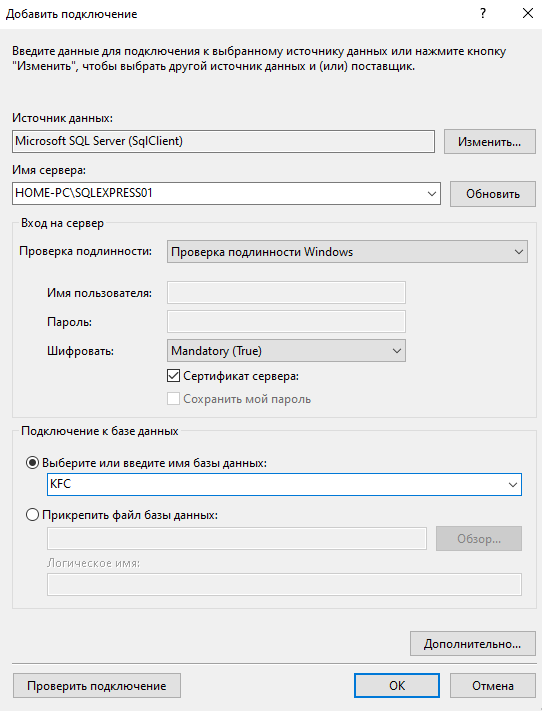 Добавить подключение
?
Введите данные для подключения к выбранному источнику данных или нажмите кнопку
"Изменить", чтобы выбрать другой источник данных и (или) поставщик.
Источник данных:
Microsoft SQL Server (SqlClient)
Изменить...
Имя сервера:
HOME-PC\SQLEXPRESS01
Обновить
Вход на сервер
Проверка подлинности:
Проверка подлинности Windows
Имя пользователя:
Пароль:
Шифровать:
Mandatory (True)
Сертификат сервера:
Сохранить мой пароль
Подключение к базе данных
Выберите или введите имя базы данных:
KFC
Прикрепить файл базы данных:
Обзор...
Логическое имя:
Дополнительно...
Проверить подключение
OK
Отмена